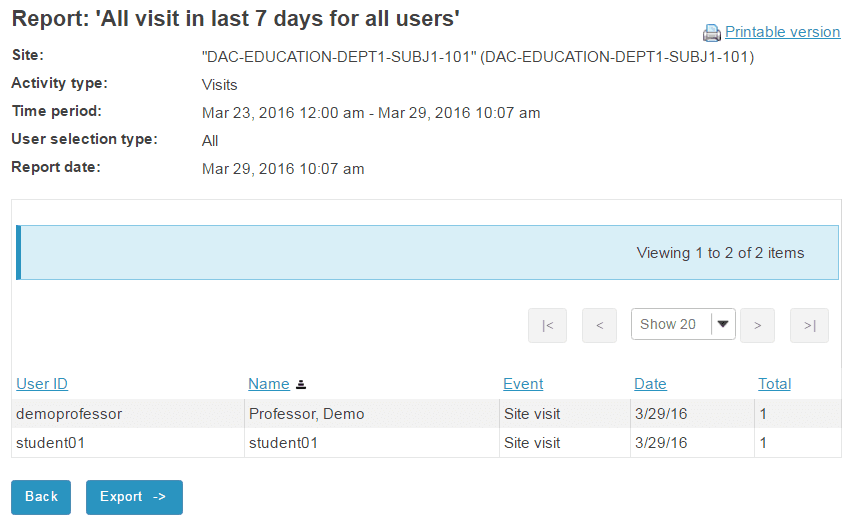 Report: 'All visit in last 7 days for all users'
Printable version
Site: "DAC-EDUCATION-DEPT1-SUBJ1-101" (DAC-EDUCATION-DEPT1-SUBJ1-101)
Activity type: Visits
Time period: Mar 23, 2016 12:00 am - Mar 29, 2016 10:07 am
User selection type: All
Report date: Mar 29, 2016 10:07 am
Viewing 1 to 2 of 2 items
|< < Show 20 > >|
User ID Name Event Date Total
demoprofessor Professor, Demo Site visit 3/29/16 1
student01 student01 Site visit 3/29/16 1
Back Export ->